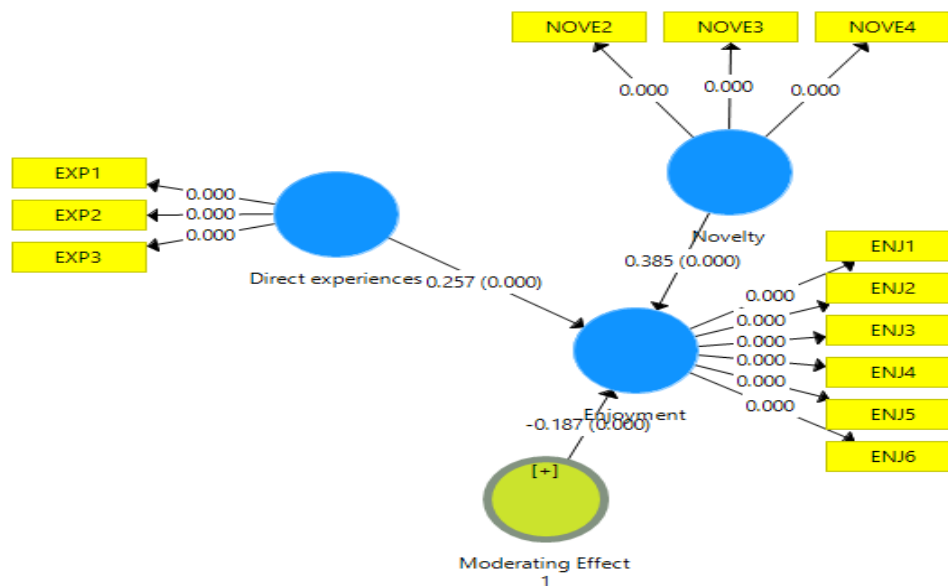 NOVE2
NOVE3
NOVE4
0.000
0.000
0.000
EXP1
EXP2
EXP3
0.000
0.000
0.000
Direct experiences
Novelty
0.257 (0.000)
0.385 (0.000)
ENJ1
ENJ2
ENJ3
ENJ4
ENJ5
ENJ6
0.000
0.000
0.000
0.000
0.000
0.000
Enjoyment
-0.187 (0.000)
[+]
Moderating Effect
1